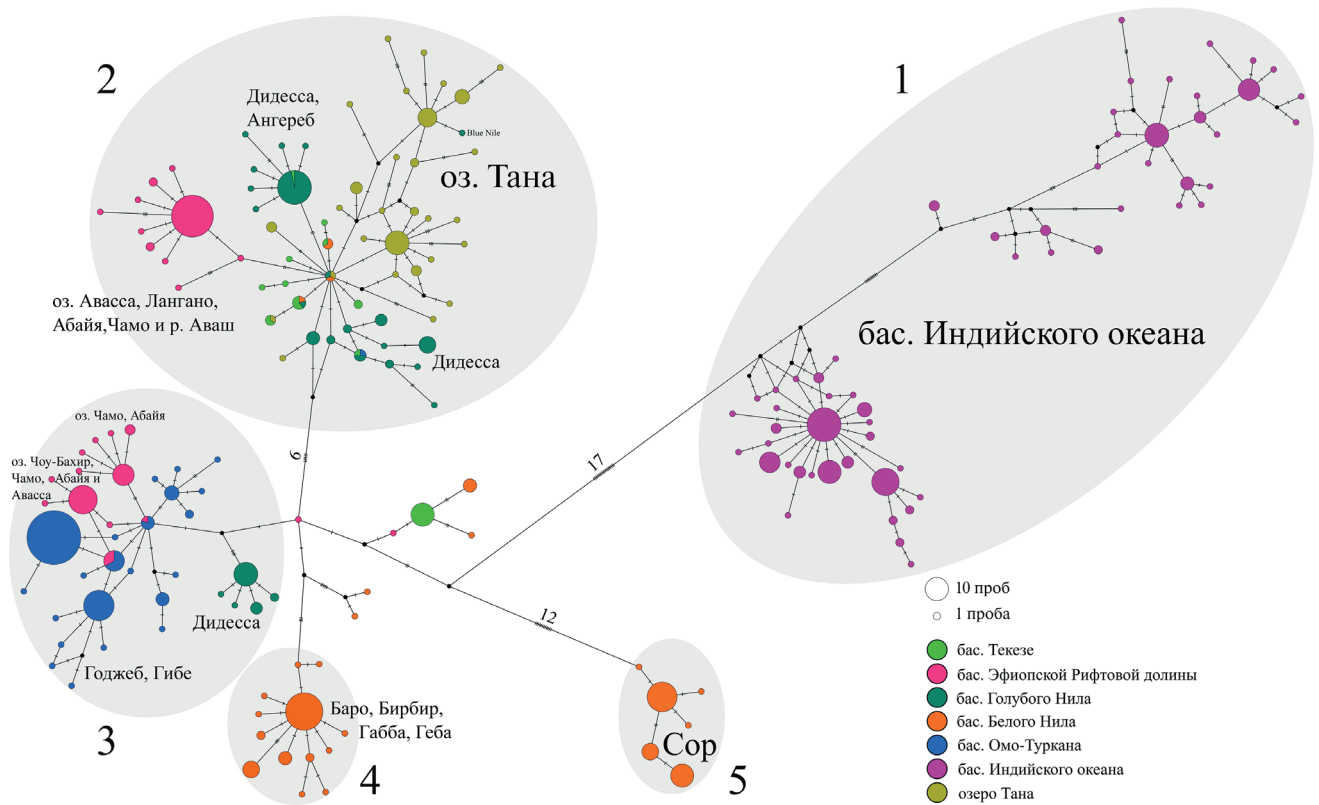 2
1
Дидесса,
Ангереб
Blue Nile
оз. Тана
оз. Авасса, Лангано,
Абайя,Чамо и р. Аваш
Дидесса
бас. Индийского океана
оз. Чамо, Абайя
оз. Чоу-Бахир,
Чамо, Абайя и
Авасса
6
17
12
Дидесса
Годжеб, Гибе
3
Баро, Бирбир,
Габба, Геба
4
Сор
5
10 проб
1 проба
бас. Текезе
бас. Эфиопской Рифтовой долины
бас. Голубого Нила
бас. Белого Нила
бас. Омо-Туркана
бас. Индийского океана
озеро Тана